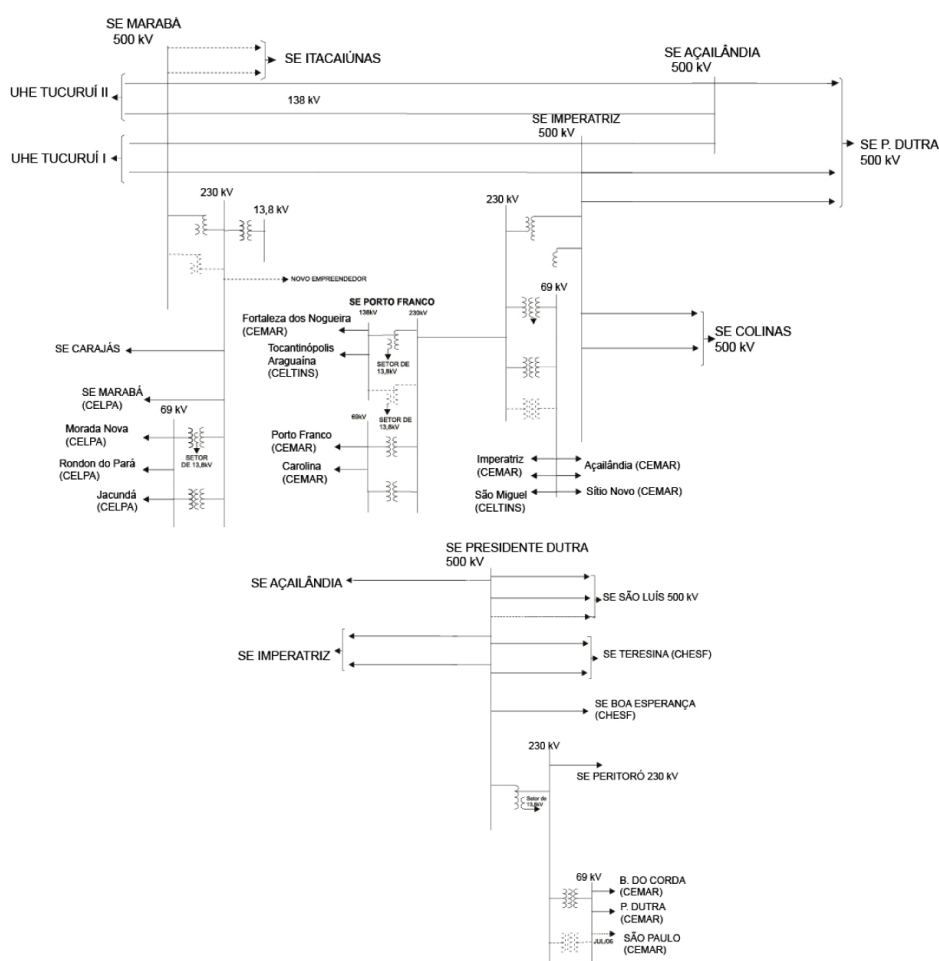 SE MARABÁ
500 kV
SE ITACAIÚNAS
SE AÇAILÂNDIA
500 kV
UHE TUCURUÍ II
138 kV
SE IMPERATRIZ
500 kV
SE P. DUTRA
500 kV
UHE TUCURUÍ I
230 kV
13,8 kV
230 kV
NOVO EMPREENDEDOR
69 kV
SE PORTO FRANCO
138kV
230kV
Fortaleza dos Nogueira
(CEMAR)
SE COLINAS
500 kV
SE CARAJÁS
Tocantinópolis
Araguaína
(CELTINS)
SETOR DE
13,8kV
SE MARABÁ
(CELPA)
69 kV
SETOR DE
13,8kV
69kV
Morada Nova
(CELPA)
SETOR
DE 13,8kV
Porto Franco
(CEMAR)
Rondon do Pará
(CELPA)
Carolina
(CEMAR)
Imperatriz
(CEMAR)
Açailândia (CEMAR)
Jacundá
(CELPA)
São Miguel
(CELTINS)
Sítio Novo (CEMAR)
SE PRESIDENTE DUTRA
500 kV
SE AÇAILÂNDIA
SE SÃO LUÍS 500 kV
SE IMPERATRIZ
SE TERESINA (CHESF)
SE BOA ESPERANÇA
(CHESF)
230 kV
SE PERITORÓ 230 kV
Setor de
13,8kV
69 kV
B. DO CORDA
(CEMAR)
P. DUTRA
(CEMAR)
JUL/06
SÃO PAULO
(CEMAR)